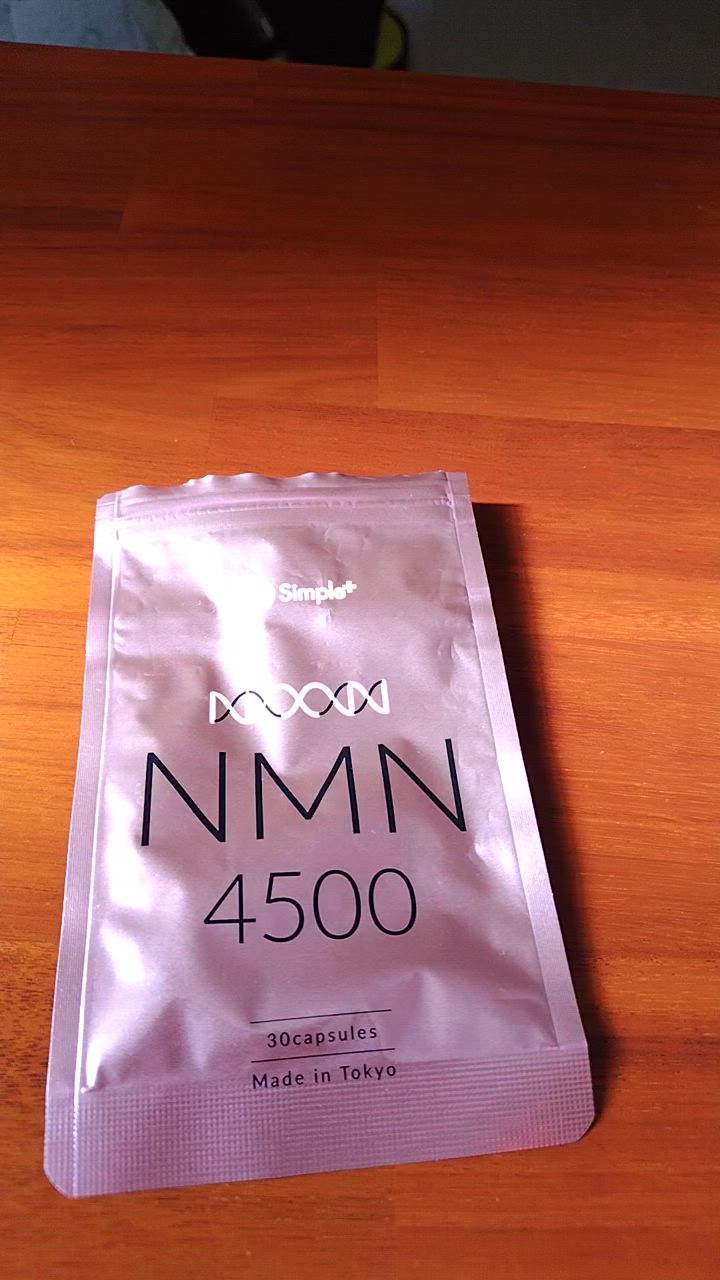 Simple+
NMN
4500
30capsules
Made in Tokyo